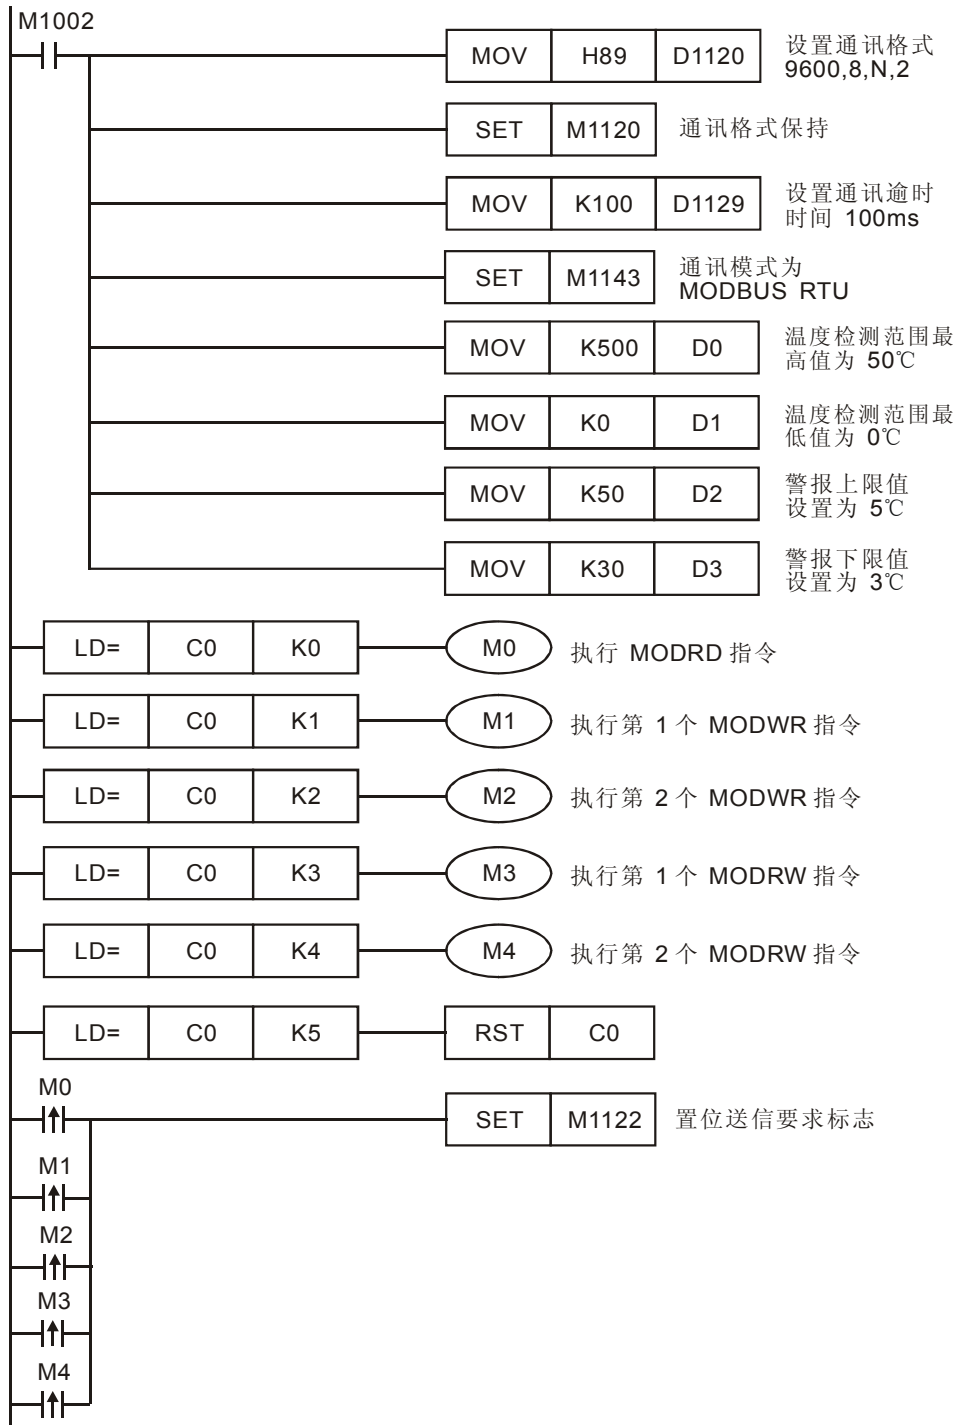 M1002
MOV H89 D1120 设置通讯格式
9600,8,N,2
SET M1120 通讯格式保持
MOV K100 D1129 设置通讯逾时
时间 100ms
SET M1143 通讯模式为
MODBUS RTU
MOV K500 D0 温度检测范围最
高值为 50℃
MOV K0 D1 温度检测范围最
低值为 0℃
MOV K50 D2 警报上限值
设置为 5℃
MOV K30 D3 警报下限值
设置为 3℃
LD= C0 K0 M0 执行 MODRD 指令
LD= C0 K1 M1 执行第 1 个 MODWR 指令
LD= C0 K2 M2 执行第 2 个 MODWR 指令
LD= C0 K3 M3 执行第 1 个 MODRW 指令
LD= C0 K4 M4 执行第 2 个 MODRW 指令
LD= C0 K5 RST C0
M0
SET M1122 置位送信要求标志
M1
M2
M3
M4